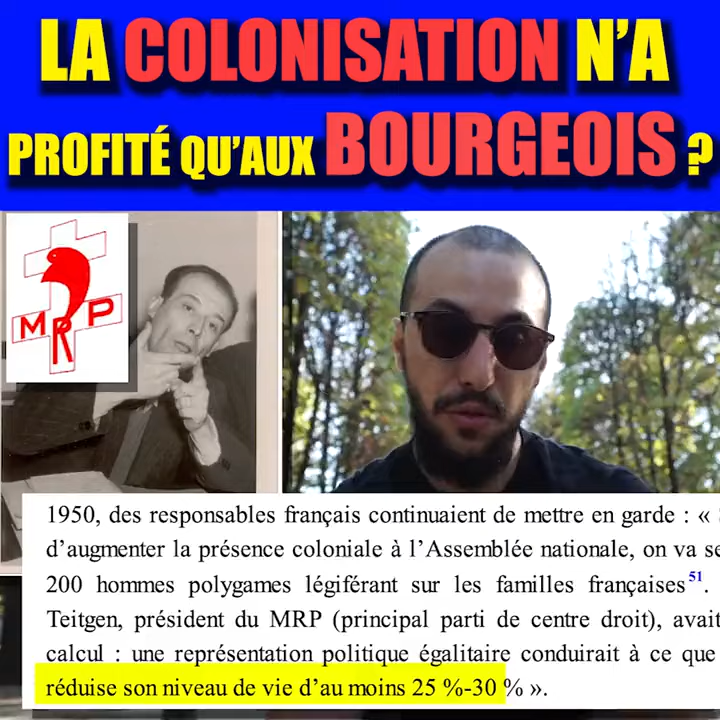 LA COLONISATION N'A
PROFITÉ QU'AUX BOURGEOIS ?
MRP
1950, des responsables français continuaient de mettre en garde : «
d'augmenter la présence coloniale à l'Assemblée nationale, on va se
200 hommes polygames légiférant sur les familles françaises51.
Teitgen, président du MRP (principal parti de centre droit), avait
calcul : une représentation politique égalitaire conduirait à ce que
réduise son niveau de vie d'au moins 25 %-30 % ».